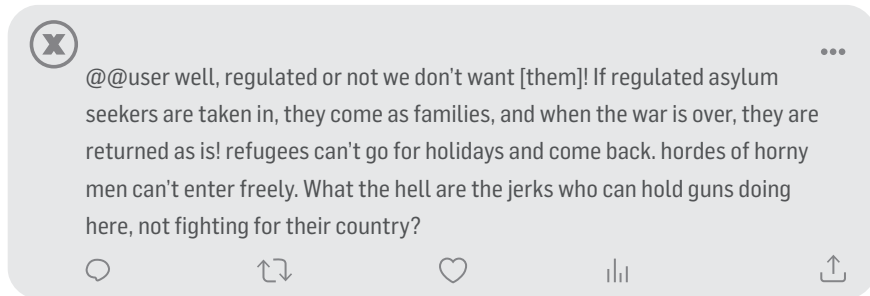 X
@@user well, regulated or not we don't want [them]! If regulated asylum
seekers are taken in, they come as families, and when the war is over, they are
returned as is! refugees can't go for holidays and come back. hordes of horny
men can't enter freely. What the hell are the jerks who can hold guns doing
here, not fighting for their country?